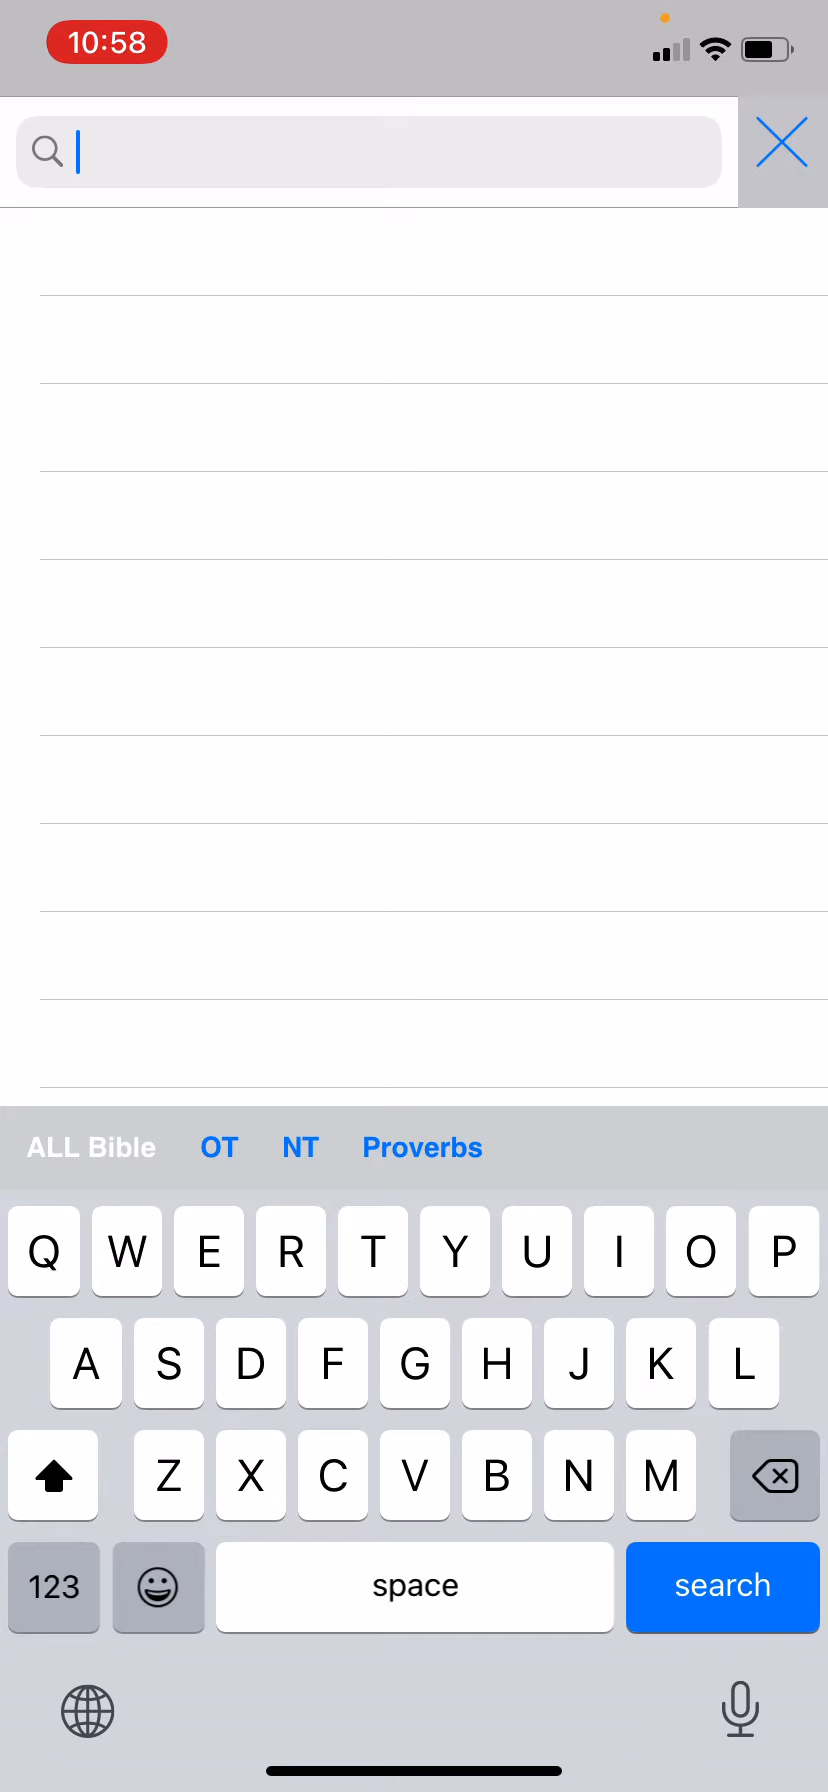 10:58
ALL Bible OT NT Proverbs
Q W E R T Y U I O P
A S D F G H J K L
Z X C V B N M
123 space search